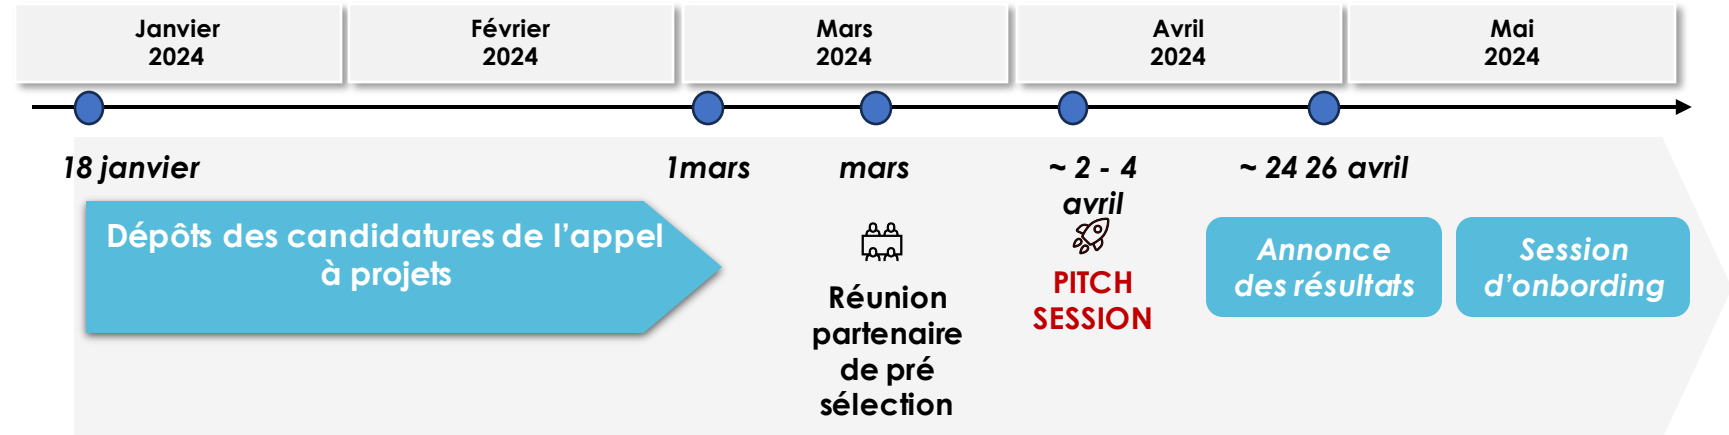 Janvier
2024
Février
2024
Mars
2024
Avril
2024
Mai
2024
18 janvier
1mars
mars
~ 2 - 4
avril
~ 24 26 avril
Dépôts des candidatures de l’appel
à projets
Réunion
partenaire
de pré
sélection
PITCH
SESSION
Annonce
des résultats
Session
d’onbording